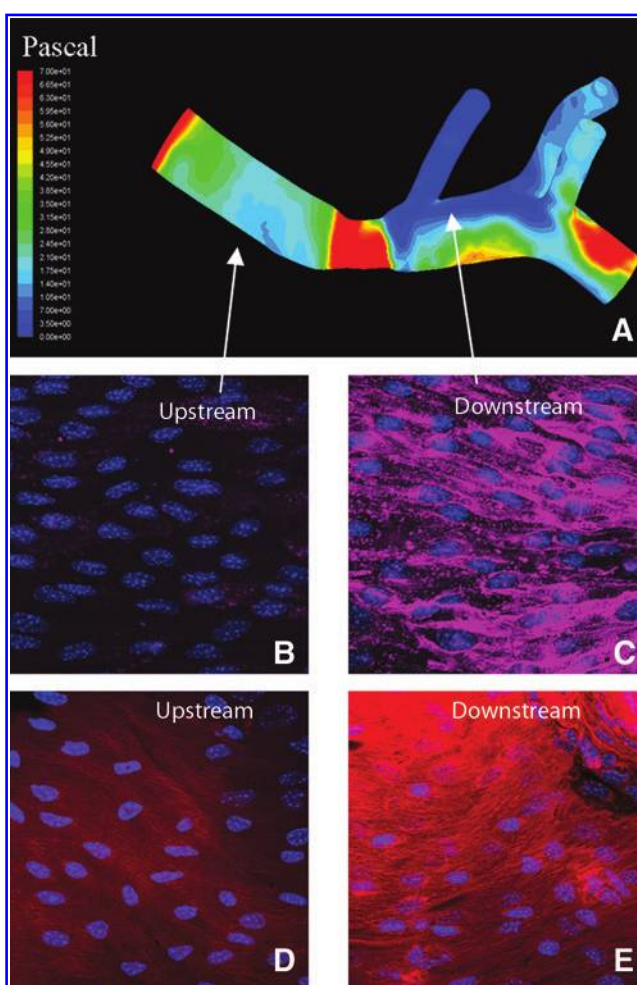 Pascal
7.00e+01
6.65e+01
6.30e+01
5.95e+01
5.60e+01
5.25e+01
4.90e+01
4.55e+01
4.20e+01
3.85e+01
3.50e+01
3.15e+01
2.80e+01
2.45e+01
2.10e+01
1.75e+01
1.40e+01
1.05e+01
7.00e+00
3.50e+00
0.00e+00
A
Upstream
Downstream
B
C
Upstream
Downstream
D
E